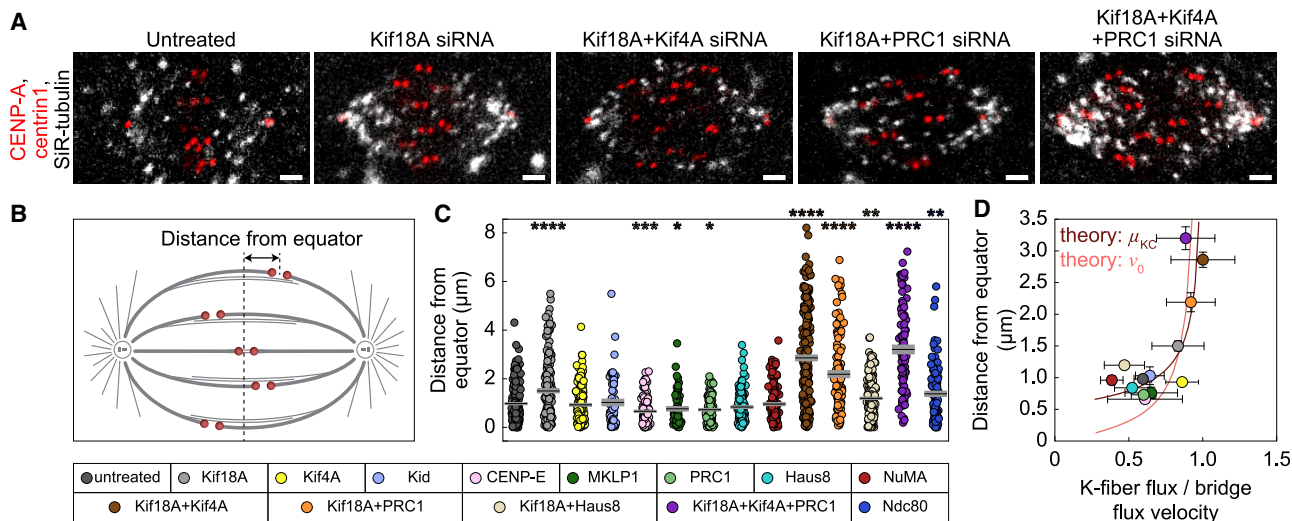 A
Untreated
Kif18A siRNA
Kif18A+Kif4A siRNA
Kif18A+PRC1 siRNA
Kif18A+Kif4A
+PRC1 siRNA
CENP-A,
centrin1,
SiR-tubulin
B
Distance from equator
C
Distance from
equator (μm)
8
6
4
2
0
****
***
*
*
****
****
**
****
**
D
Distance from equator
(μm)
3.5
3.0
2.5
2.0
1.5
1.0
0.5
0
theory: μKC
theory: v0
0
0.5
1.0
1.5
K-fiber flux / bridge
flux velocity
untreated
Kif18A
Kif4A
Kid
CENP-E
MKLP1
PRC1
Haus8
NuMA
Kif18A+Kif4A
Kif18A+PRC1
Kif18A+Haus8
Kif18A+Kif4A+PRC1
Ndc80